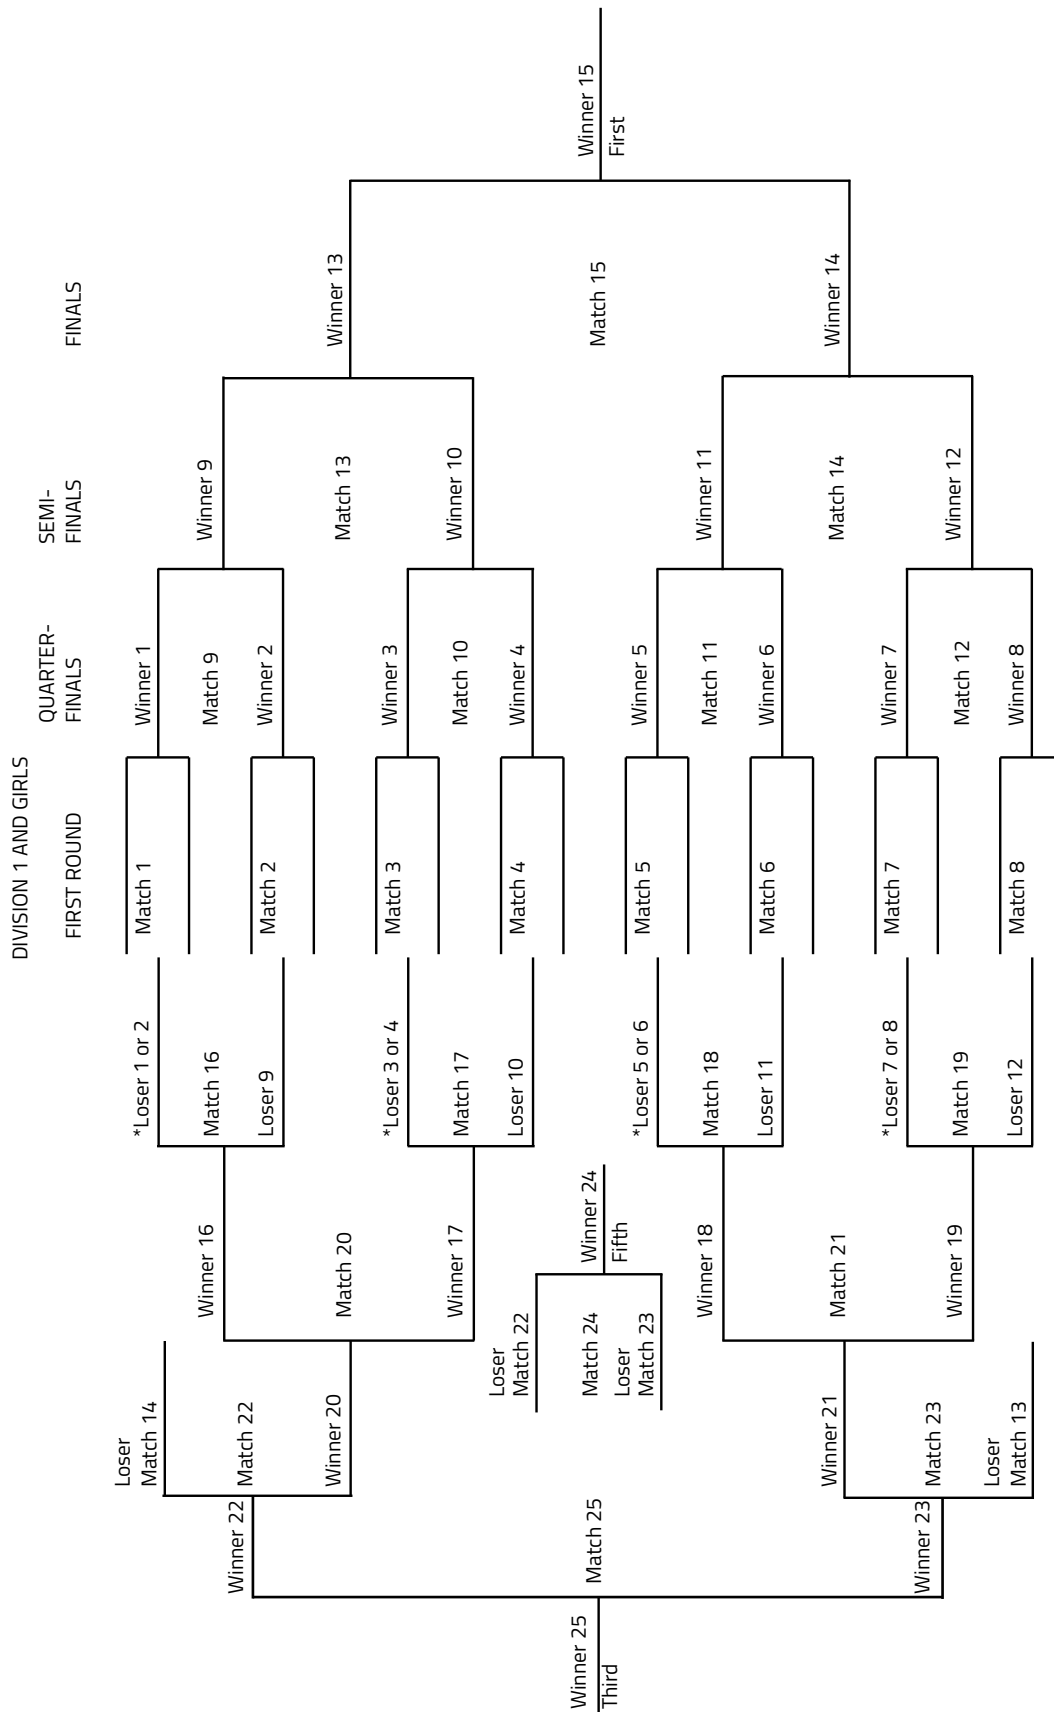 DIVISION 1 AND GIRLS
FIRST ROUND
QUARTER-
FINALS
SEMI-
FINALS
FINALS
Match 1
Match 2
Match 3
Match 4
Match 5
Match 6
Match 7
Match 8
Winner 1
Match 9
Winner 2
Winner 3
Match 10
Winner 4
Winner 5
Match 11
Winner 6
Winner 7
Match 12
Winner 8
Winner 9
Match 13
Winner 10
Winner 11
Match 14
Winner 12
Winner 13
Match 15
Winner 14
Winner 15
First
*Loser 1 or 2
Match 16
Loser 9
*Loser 3 or 4
Match 17
Loser 10
*Loser 5 or 6
Match 18
Loser 11
*Loser 7 or 8
Match 19
Loser 12
Winner 16
Match 20
Winner 17
Winner 24
Fifth
Winner 18
Match 21
Winner 19
Loser
Match 22
Match 24
Loser
Match 23
Loser
Match 14
Match 22
Winner 20
Winner 21
Match 23
Loser
Match 13
Winner 22
Match 25
Winner 23
Winner 25
Third